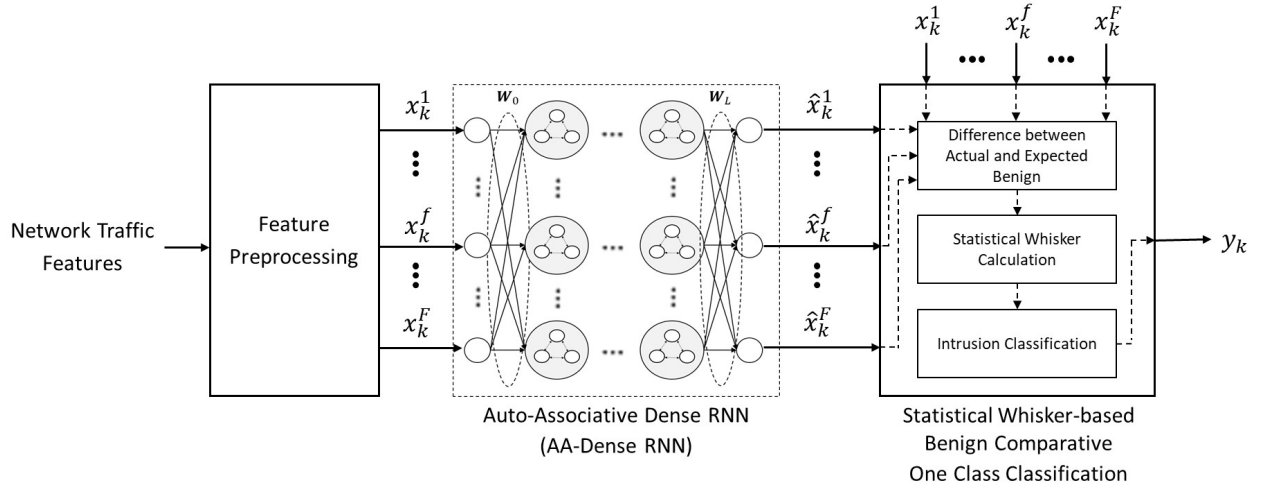 Network Traffic
Features
Feature
Preprocessing
x_k^1
x_k^f
x_k^F
W_0
W_L
Auto-Associative Dense RNN
(AA-Dense RNN)
x̂_k^1
x̂_k^f
x̂_k^F
x_k^1
x_k^f
x_k^F
Difference between
Actual and Expected
Benign
Statistical Whisker
Calculation
Intrusion Classification
Statistical Whisker-based
Benign Comparative
One Class Classification
y_k